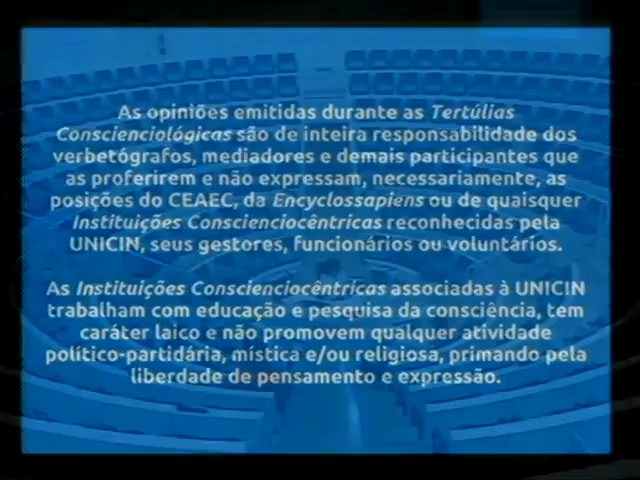 As opiniões emitidas durante as Tertúlias
Conscienciológicas são de inteira responsabilidade dos
verbetógrafos, mediadores e demais participantes que
as proferirem e não expressam, necessariamente, as
posições do CEAEC, da Encyclossapiens ou de quaisquer
Instituições Conscienciocêntricas reconhecidas pela
UNICIN, seus gestores, funcionários ou voluntários.
As Instituições Conscienciocêntricas associadas à UNICIN
trabalham com educação e pesquisa da consciência, tem
caráter laico e não promovem qualquer atividade
político-partidária, mística e/ou religiosa, primando pela
liberdade de pensamento e expressão.